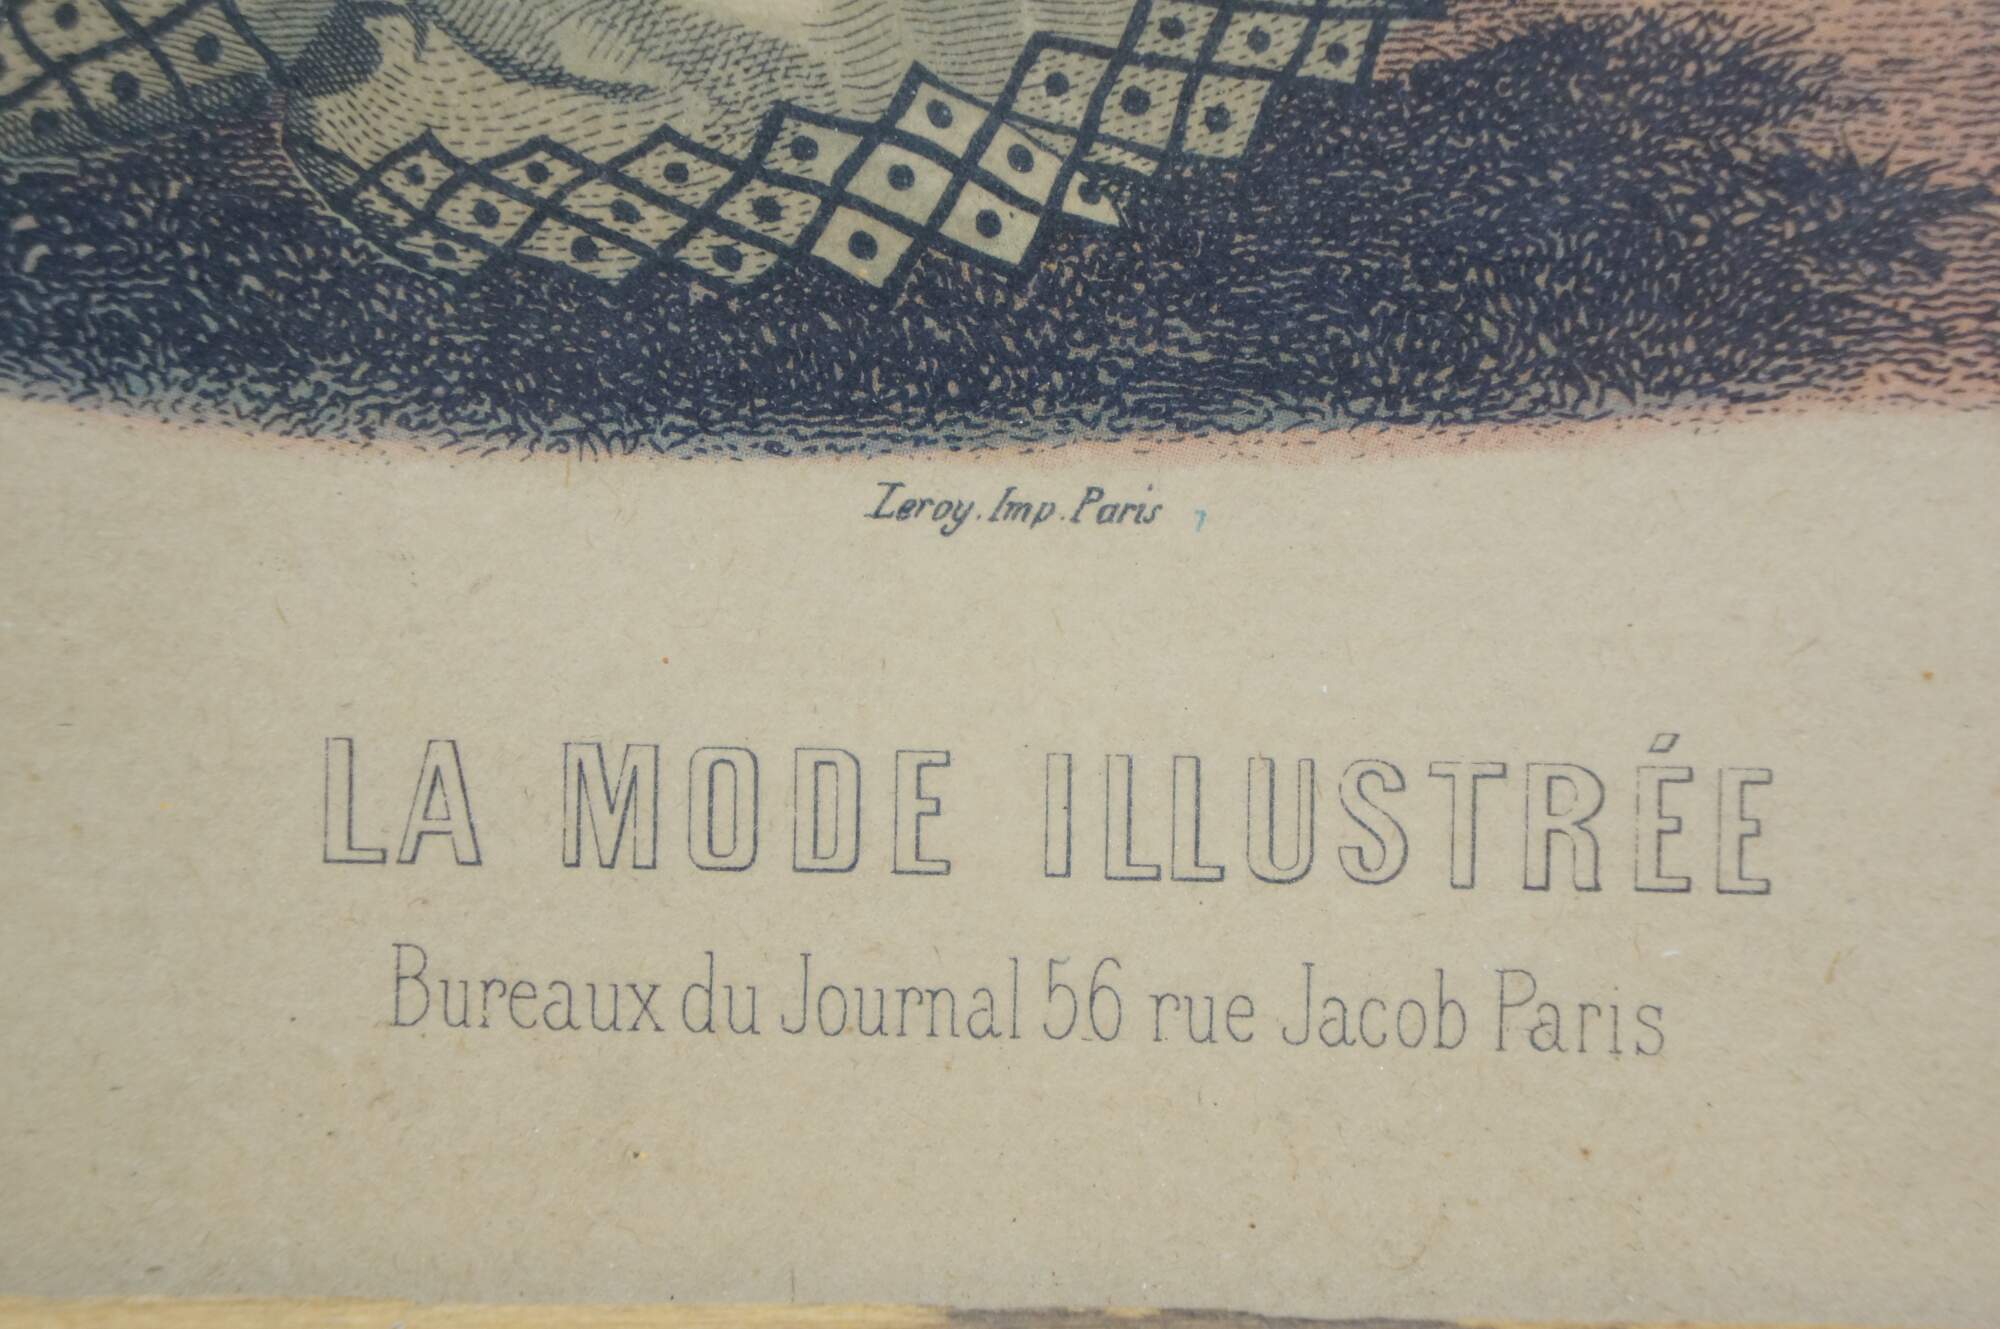 Leroy. Imp. Paris
LA MODE ILLUSTRÉE
Bureaux du Journal 56 rue Jacob Paris